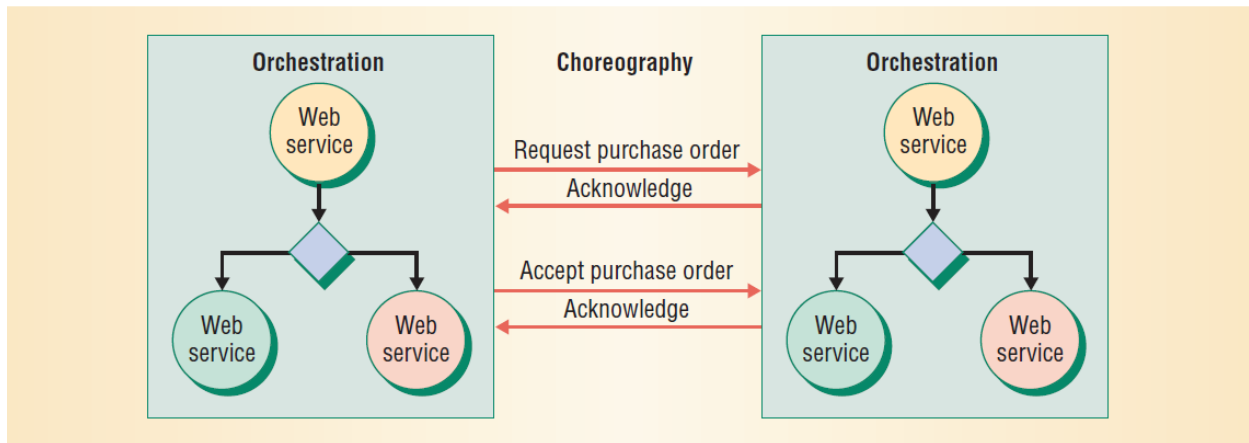 Orchestration
Web
service
Web
service
Web
service
Choreography
Request purchase order
Acknowledge
Accept purchase order
Acknowledge
Orchestration
Web
service
Web
service
Web
service